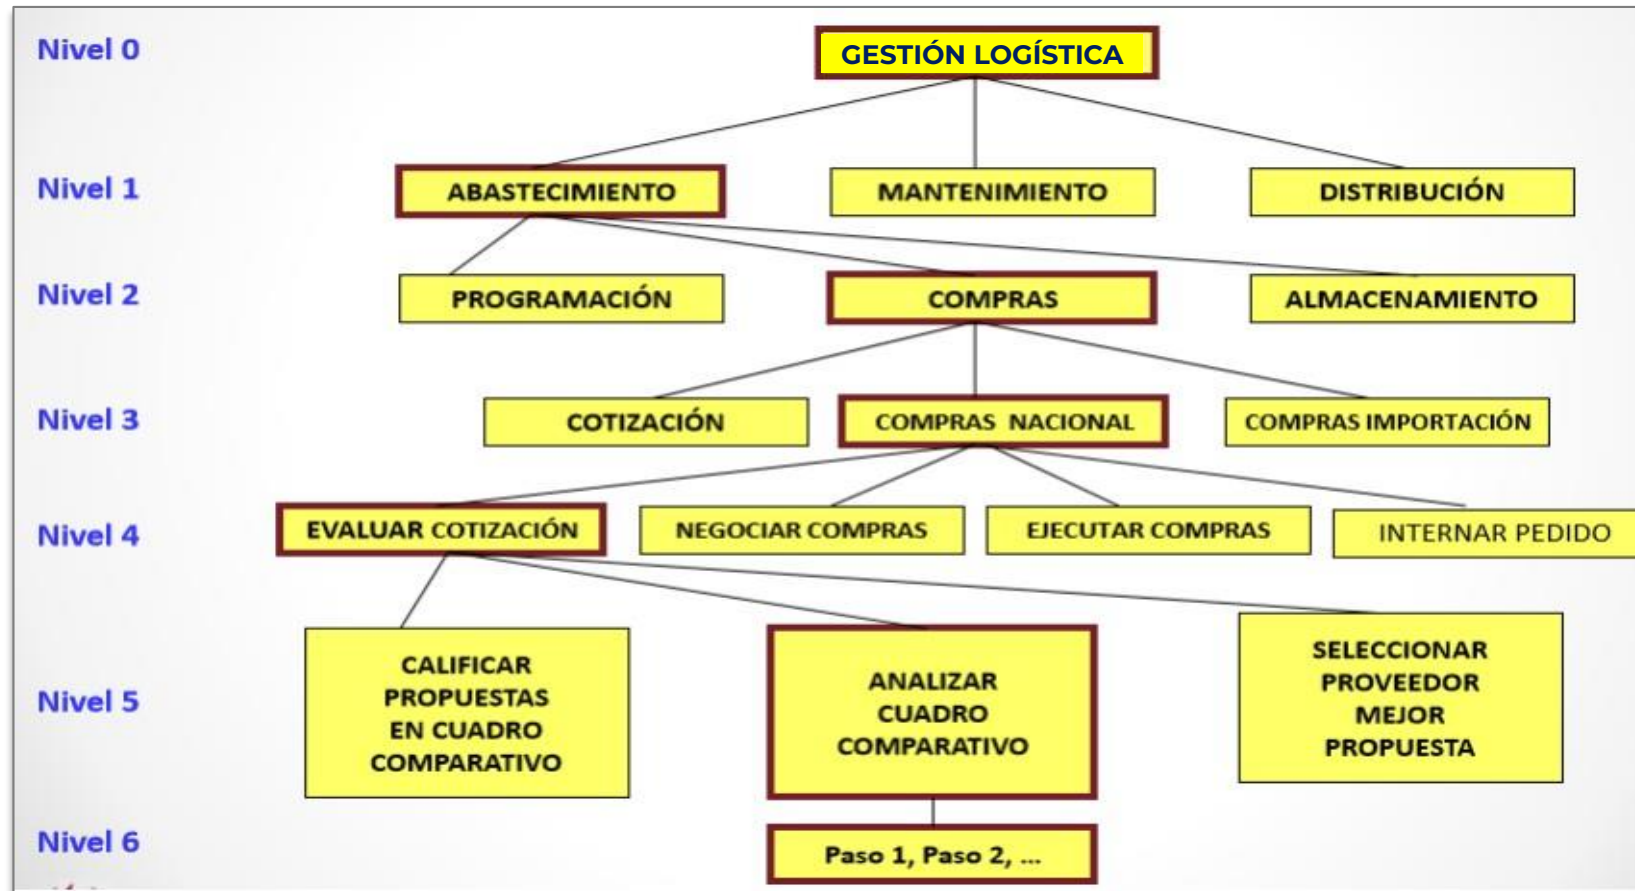 Nivel 0
GESTIÓN LOGÍSTICA
Nivel 1
ABASTECIMIENTO
MANTENIMIENTO
DISTRIBUCIÓN
Nivel 2
PROGRAMACIÓN
COMPRAS
ALMACENAMIENTO
Nivel 3
COTIZACIÓN
COMPRAS NACIONAL
COMPRAS IMPORTACIÓN
Nivel 4
EVALUAR COTIZACIÓN
NEGOCIAR COMPRAS
EJECUTAR COMPRAS
INTERNAR PEDIDO
Nivel 5
CALIFICAR
PROPUESTAS
EN CUADRO
COMPARATIVO
ANALIZAR
CUADRO
COMPARATIVO
SELECCIONAR
PROVEEDOR
MEJOR
PROPUESTA
Nivel 6
Paso 1, Paso 2, ...